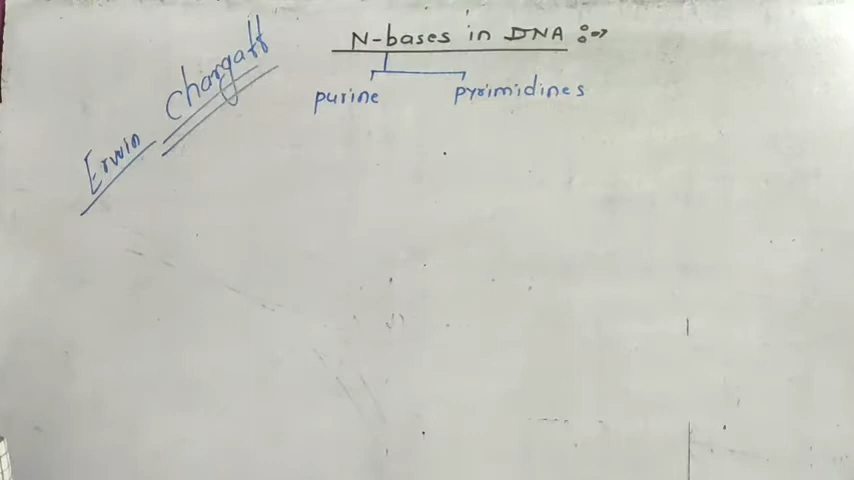 N-bases in DNA :->
purine pyrimidines
Erwin Chargaff